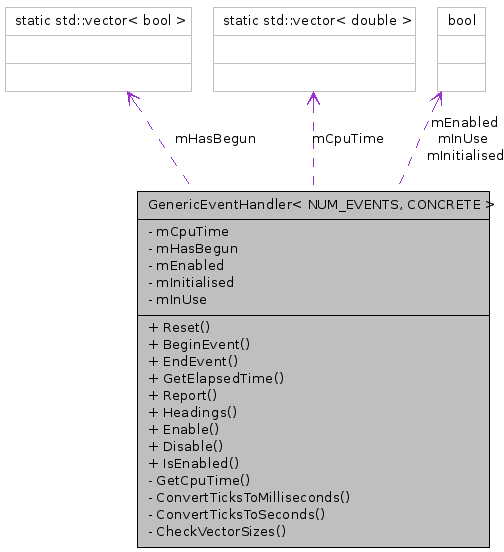 static std::vector< bool >
static std::vector< double >
bool
mHasBegun
mCpuTime
mEnabled
mInUse
mInitialised
GenericEventHandler< NUM_EVENTS, CONCRETE >
- mCpuTime
- mHasBegun
- mEnabled
- mInitialised
- mInUse
+ Reset()
+ BeginEvent()
+ EndEvent()
+ GetElapsedTime()
+ Report()
+ Headings()
+ Enable()
+ Disable()
+ IsEnabled()
- GetCpuTime()
- ConvertTicksToMilliseconds()
- ConvertTicksToSeconds()
- CheckVectorSizes()